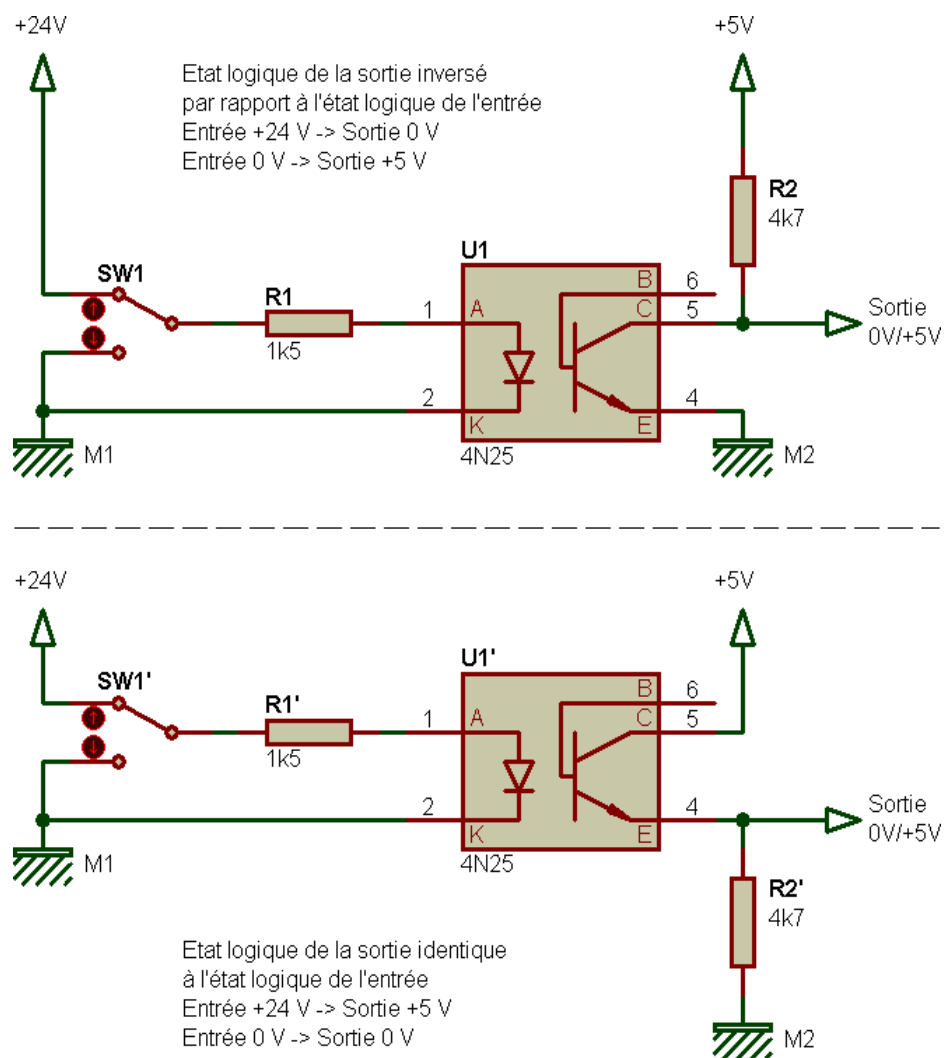 +24V
+5V
Etat logique de la sortie inversé
par rapport à l'état logique de l'entrée
Entrée +24 V -> Sortie 0 V
Entrée 0 V -> Sortie +5 V
R2
4k7
U1
SW1
R1
1k5
1
A
B
6
C
5
Sortie
0V/+5V
2
K
E
4
4N25
M1
M2
+24V
+5V
SW1'
R1'
1k5
U1'
1
A
B
6
C
5
2
K
E
4
Sortie
0V/+5V
4N25
M1
R2'
4k7
Etat logique de la sortie identique
à l'état logique de l'entrée
Entrée +24 V -> Sortie +5 V
Entrée 0 V -> Sortie 0 V
M2